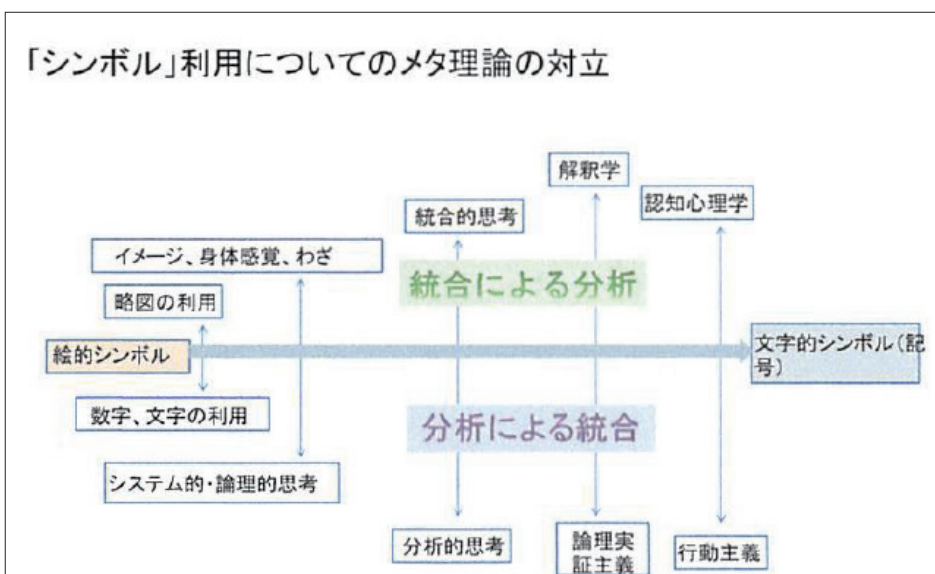 「シンボル」利用についてのメタ理論の対立
解釈学
認知心理学
統合的思考
イメージ、身体感覚、わざ
統合による分析
略図の利用
絵的シンボル
文字的シンボル(記
号)
数字、文字の利用
分析による統合
システム的・論理的思考
分析的思考
論理実
証主義
行動主義